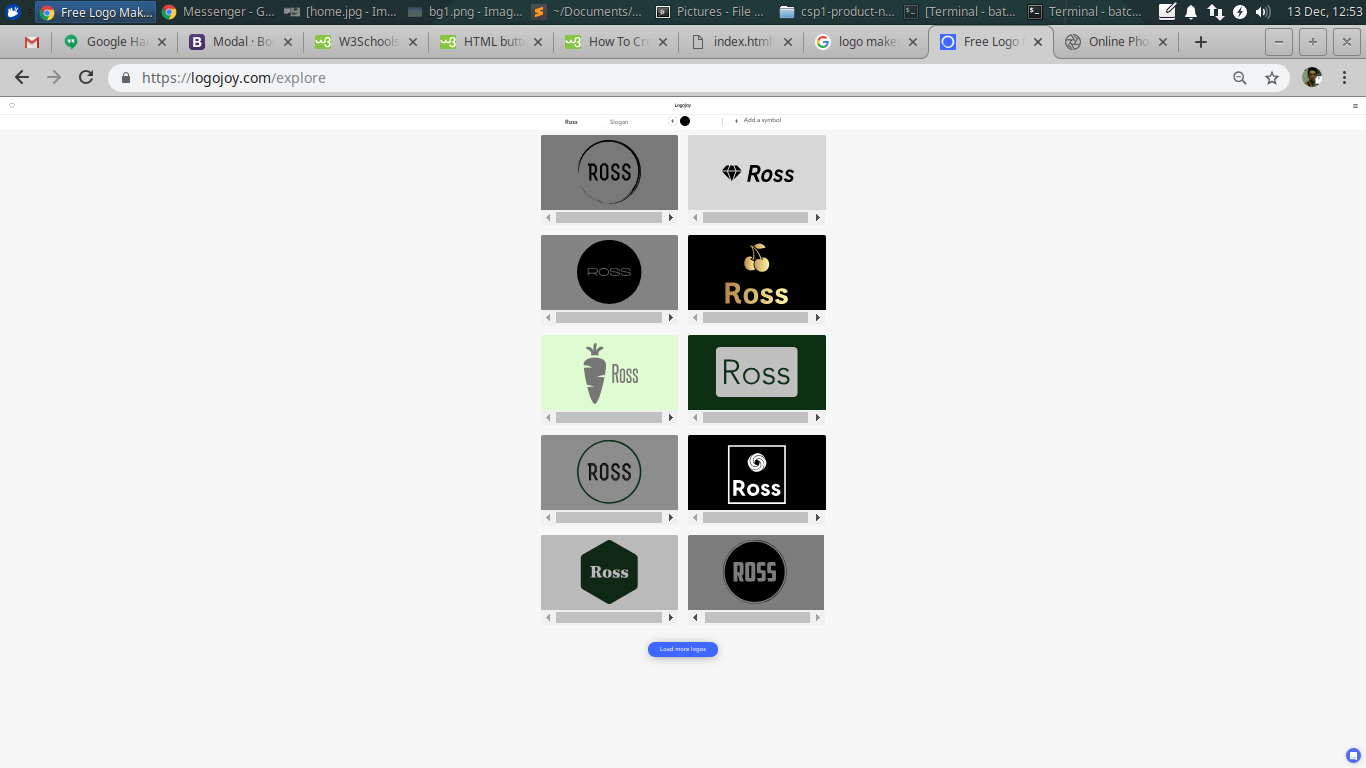 Free Logo Mak... Messenger - G... [home.jpg - Im... bg1.png - Imag... ~/Documents/... Pictures - File ... csp1-product-n... [Terminal - bat... Terminal - batc... 13 Dec, 12:53
Google Ha Modal · Bo W3Schools HTML butt How To Cre index.html logo make Free Logo Online Pho
https://logojoy.com/explore
Logojoy
Ross Slogan Add a symbol
ROSS Ross
ROSS Ross
Ross Ross
ROSS Ross
Ross ROSS
Load more logos